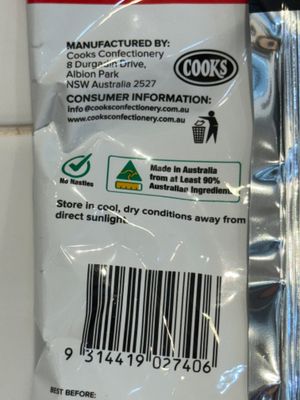 MANUFACTURED BY:
Cooks Confectionery
8 Durgadin Drive,
Albion Park
NSW Australia 2527
COOKS
CONSUMER INFORMATION:
info@cooksconfectionery.com.au
www.cooksconfectionery.com.au
No Nasties
Made in Australia
from at Least 90%
Australian Ingredients
Store in cool, dry conditions away from
direct sunlight.
9 314419 027406
BEST BEFORE: